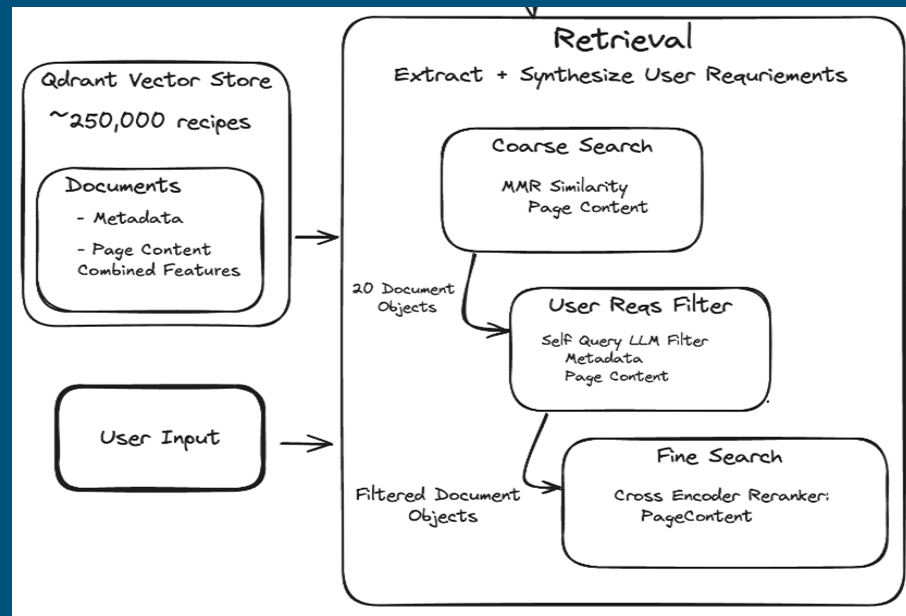 Qdrant Vector Store
~250,000 recipes
Documents
- Metadata
- Page Content
Combined Features
User Input
Retrieval
Extract + Synthesize User Requriements
Coarse Search
MMR Similarity
Page Content
20 Document
Objects
User Reqs Filter
Self Query LLM Filter
Metadata
Page Content
Filtered Document
Objects
Fine Search
Cross Encoder Reranker:
PageContent